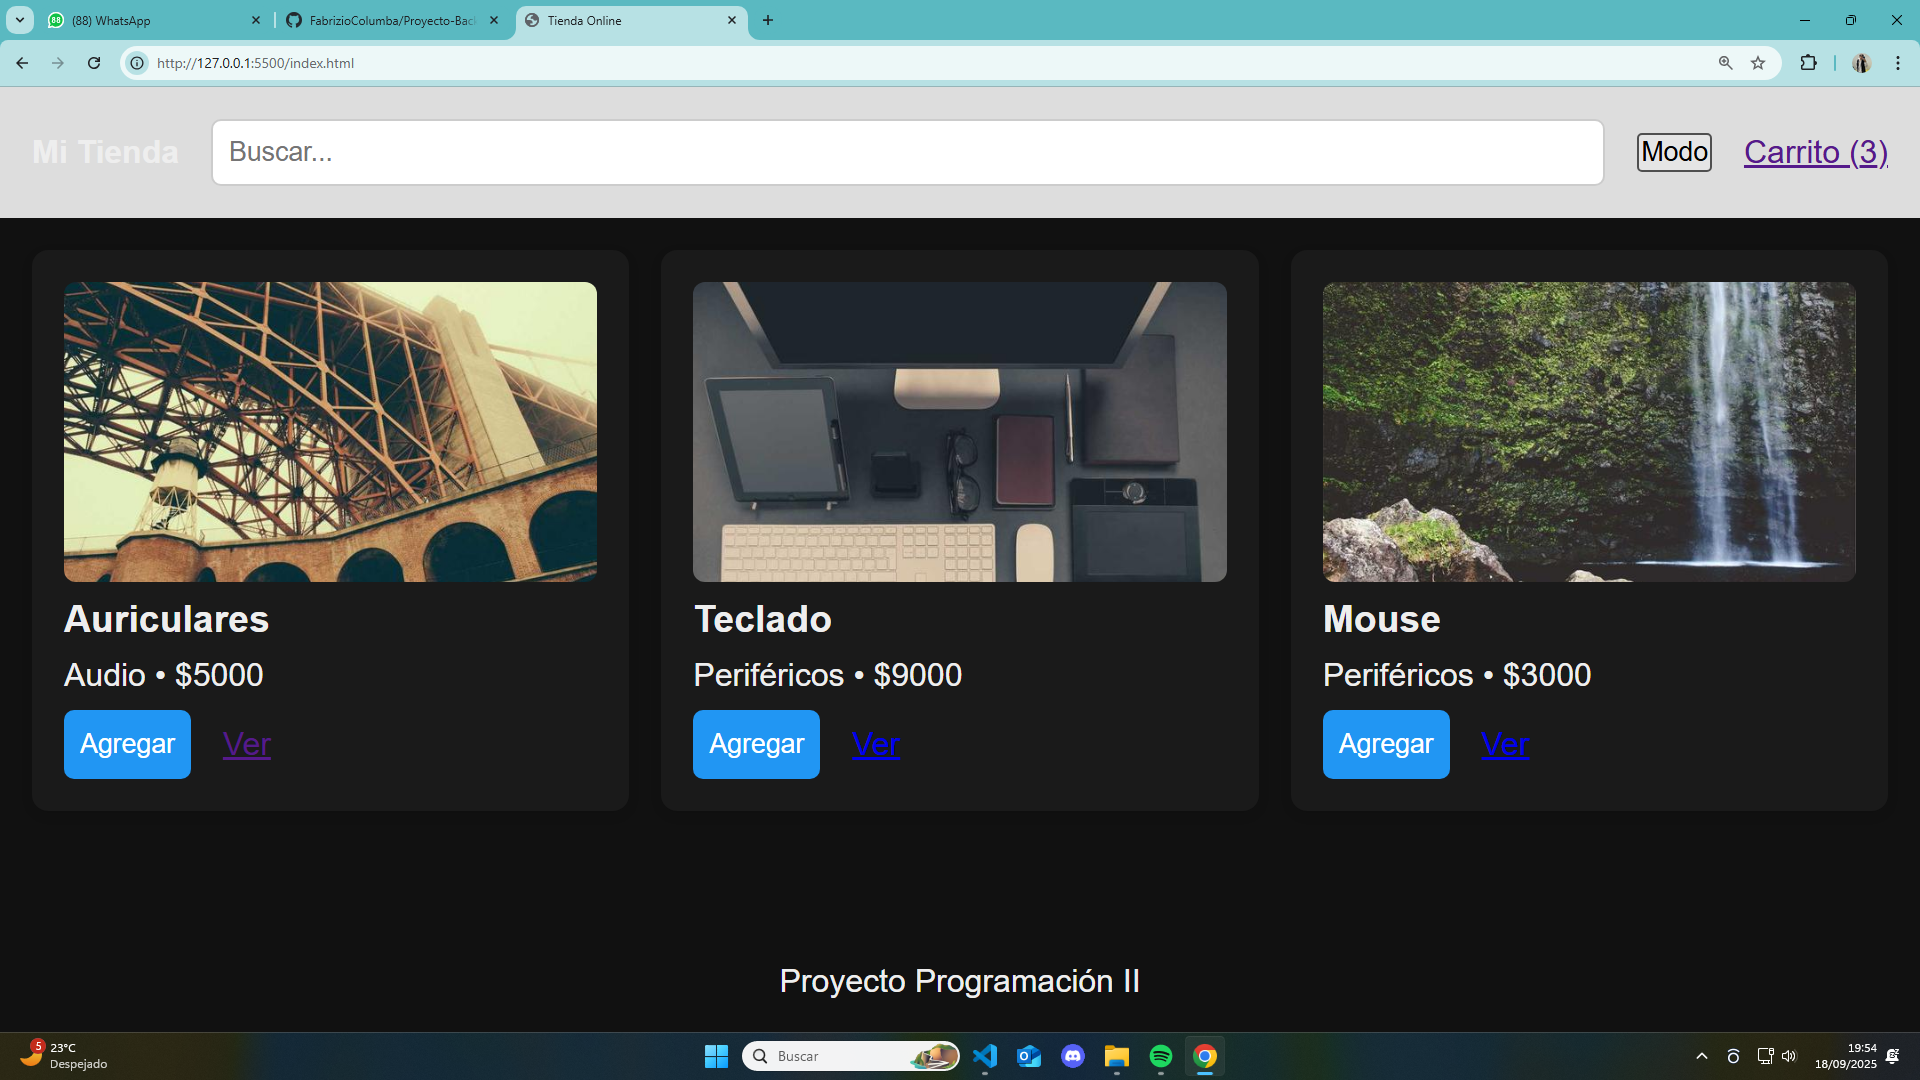 (88) WhatsApp
FabrizioColumba/Proyecto-Bac
Tienda Online
http://127.0.0.1:5500/index.html
Mi Tienda
Buscar...
Modo
Carrito (3)
Auriculares
Audio • $5000
Agregar
Ver
Teclado
Periféricos • $9000
Agregar
Ver
Mouse
Periféricos • $3000
Agregar
Ver
Proyecto Programación II
5
23°C
Despejado
Buscar
19:54
18/09/2025